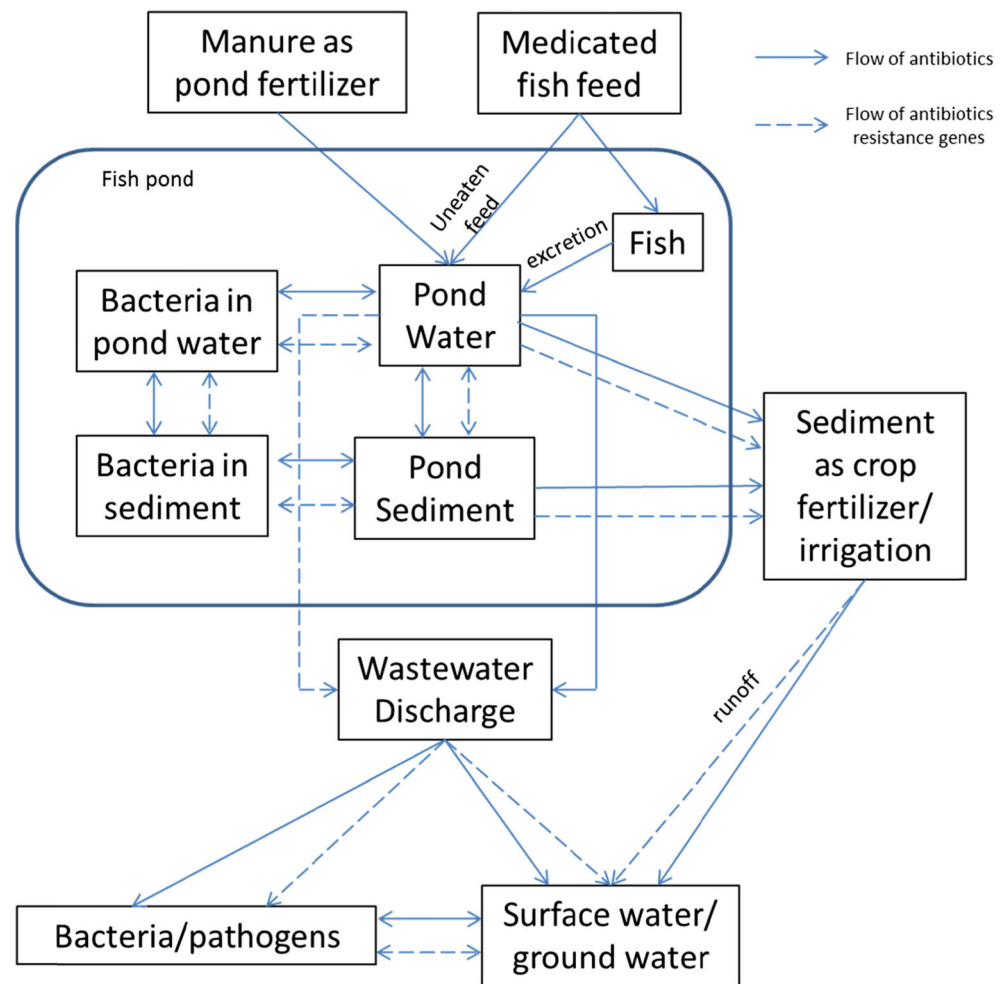 Manure as
pond fertilizer
Medicated
fish feed
Flow of antibiotics
Flow of antibiotics
resistance genes
Fish pond
Uneaten
feed
excretion
Fish
Bacteria in
pond water
Pond
Water
Bacteria in
sediment
Pond
Sediment
Sediment
as crop
fertilizer/
irrigation
Wastewater
Discharge
runoff
Bacteria/pathogens
Surface water/
ground water